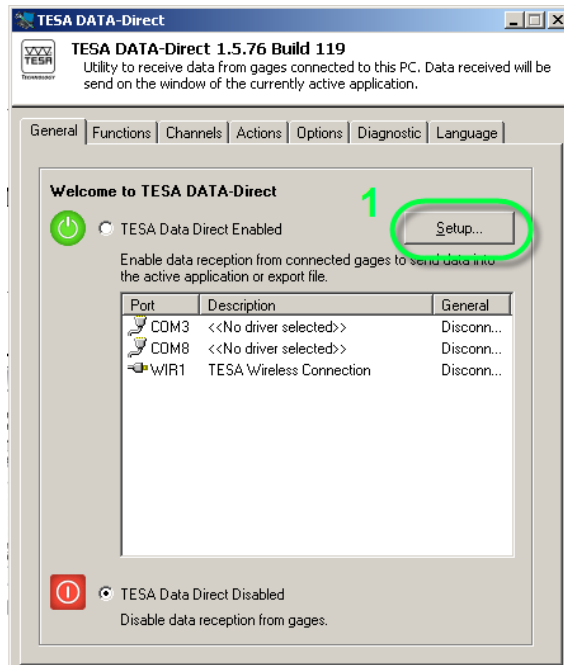 TESA DATA-Direct
TESA
TECHNOLOGY
TESA DATA-Direct 1.5.76 Build 119
Utility to receive data from gages connected to this PC. Data received will be
send on the window of the currently active application.
General Functions Channels Actions Options Diagnostic Language
Welcome to TESA DATA-Direct
1
TESA Data Direct Enabled
Setup...
Enable data reception from connected gages to send data into
the active application or export file.
Port Description General
COM3 <<No driver selected>> Disconn...
COM8 <<No driver selected>> Disconn...
WIR1 TESA Wireless Connection Disconn...
TESA Data Direct Disabled
Disable data reception from gages.